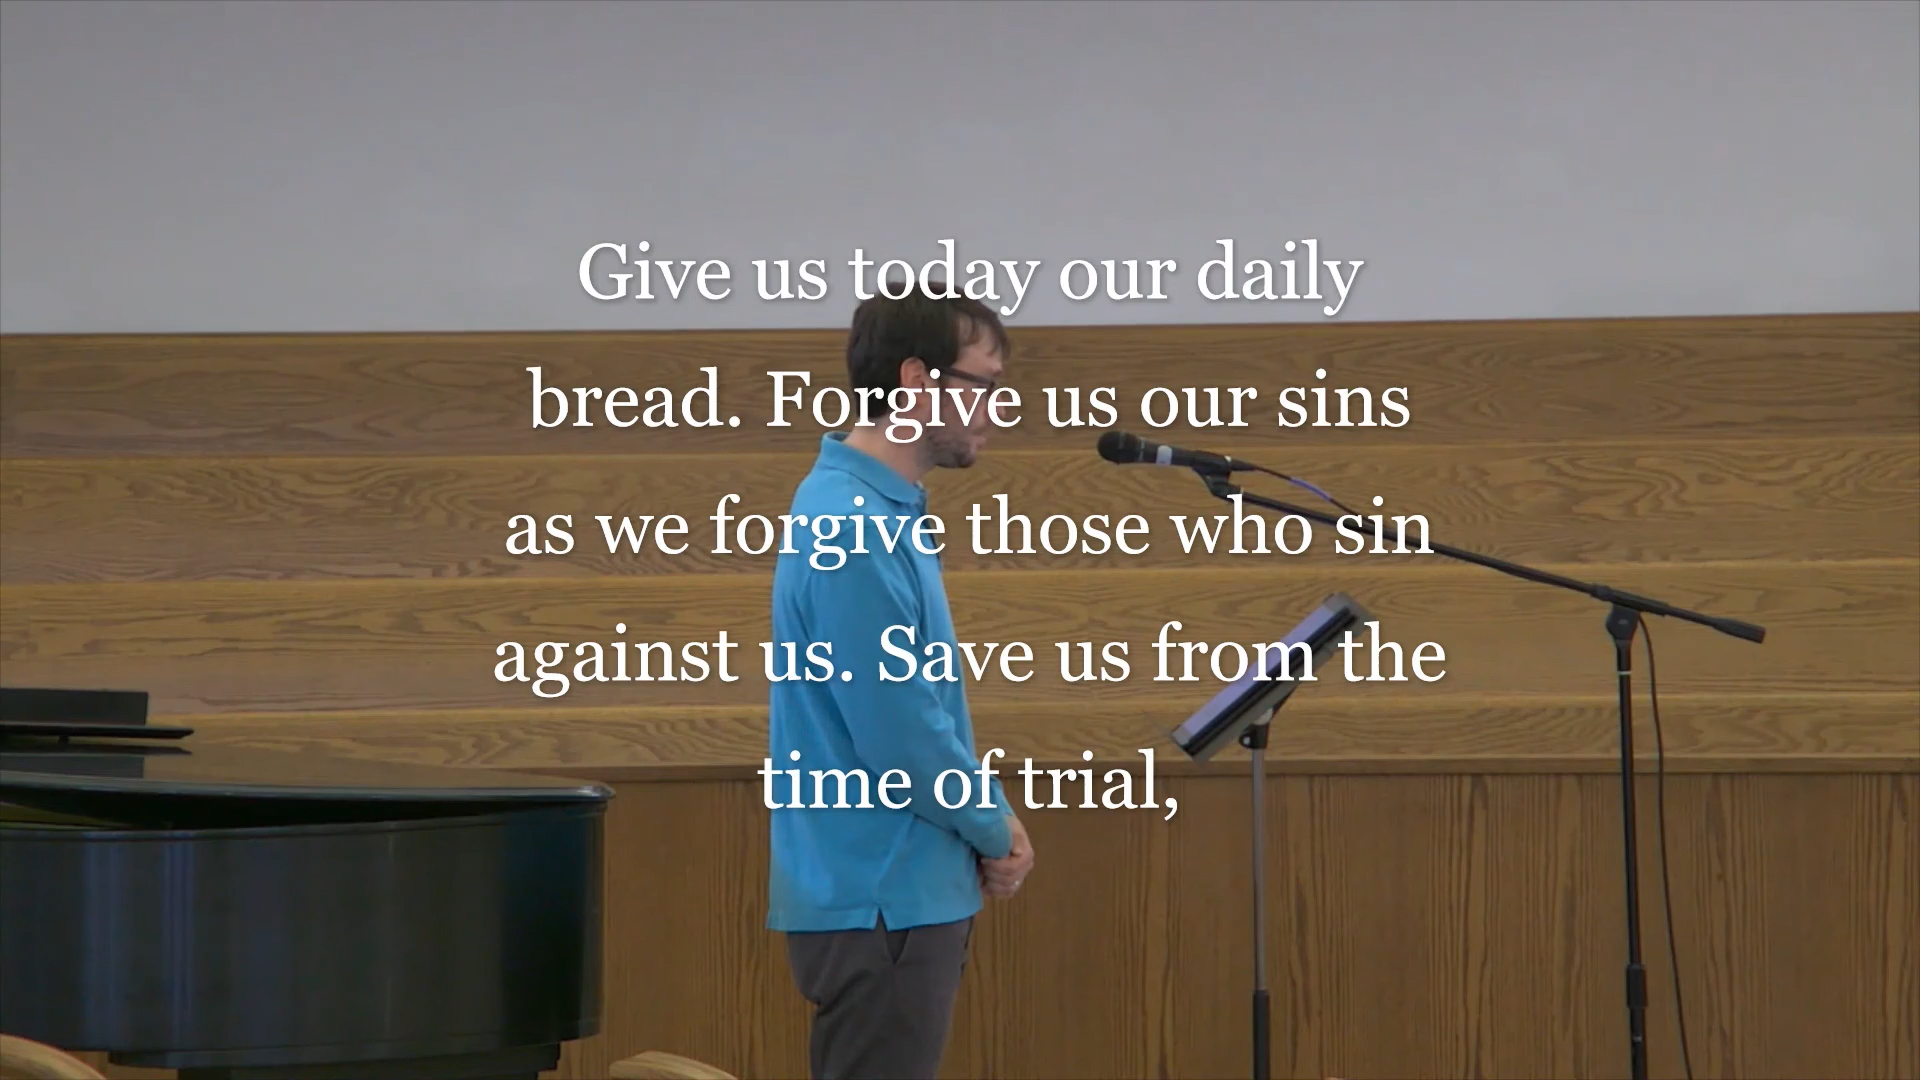 Give us today our daily
bread. Forgive us our sins
as we forgive those who sin
against us. Save us from the
time of trial,